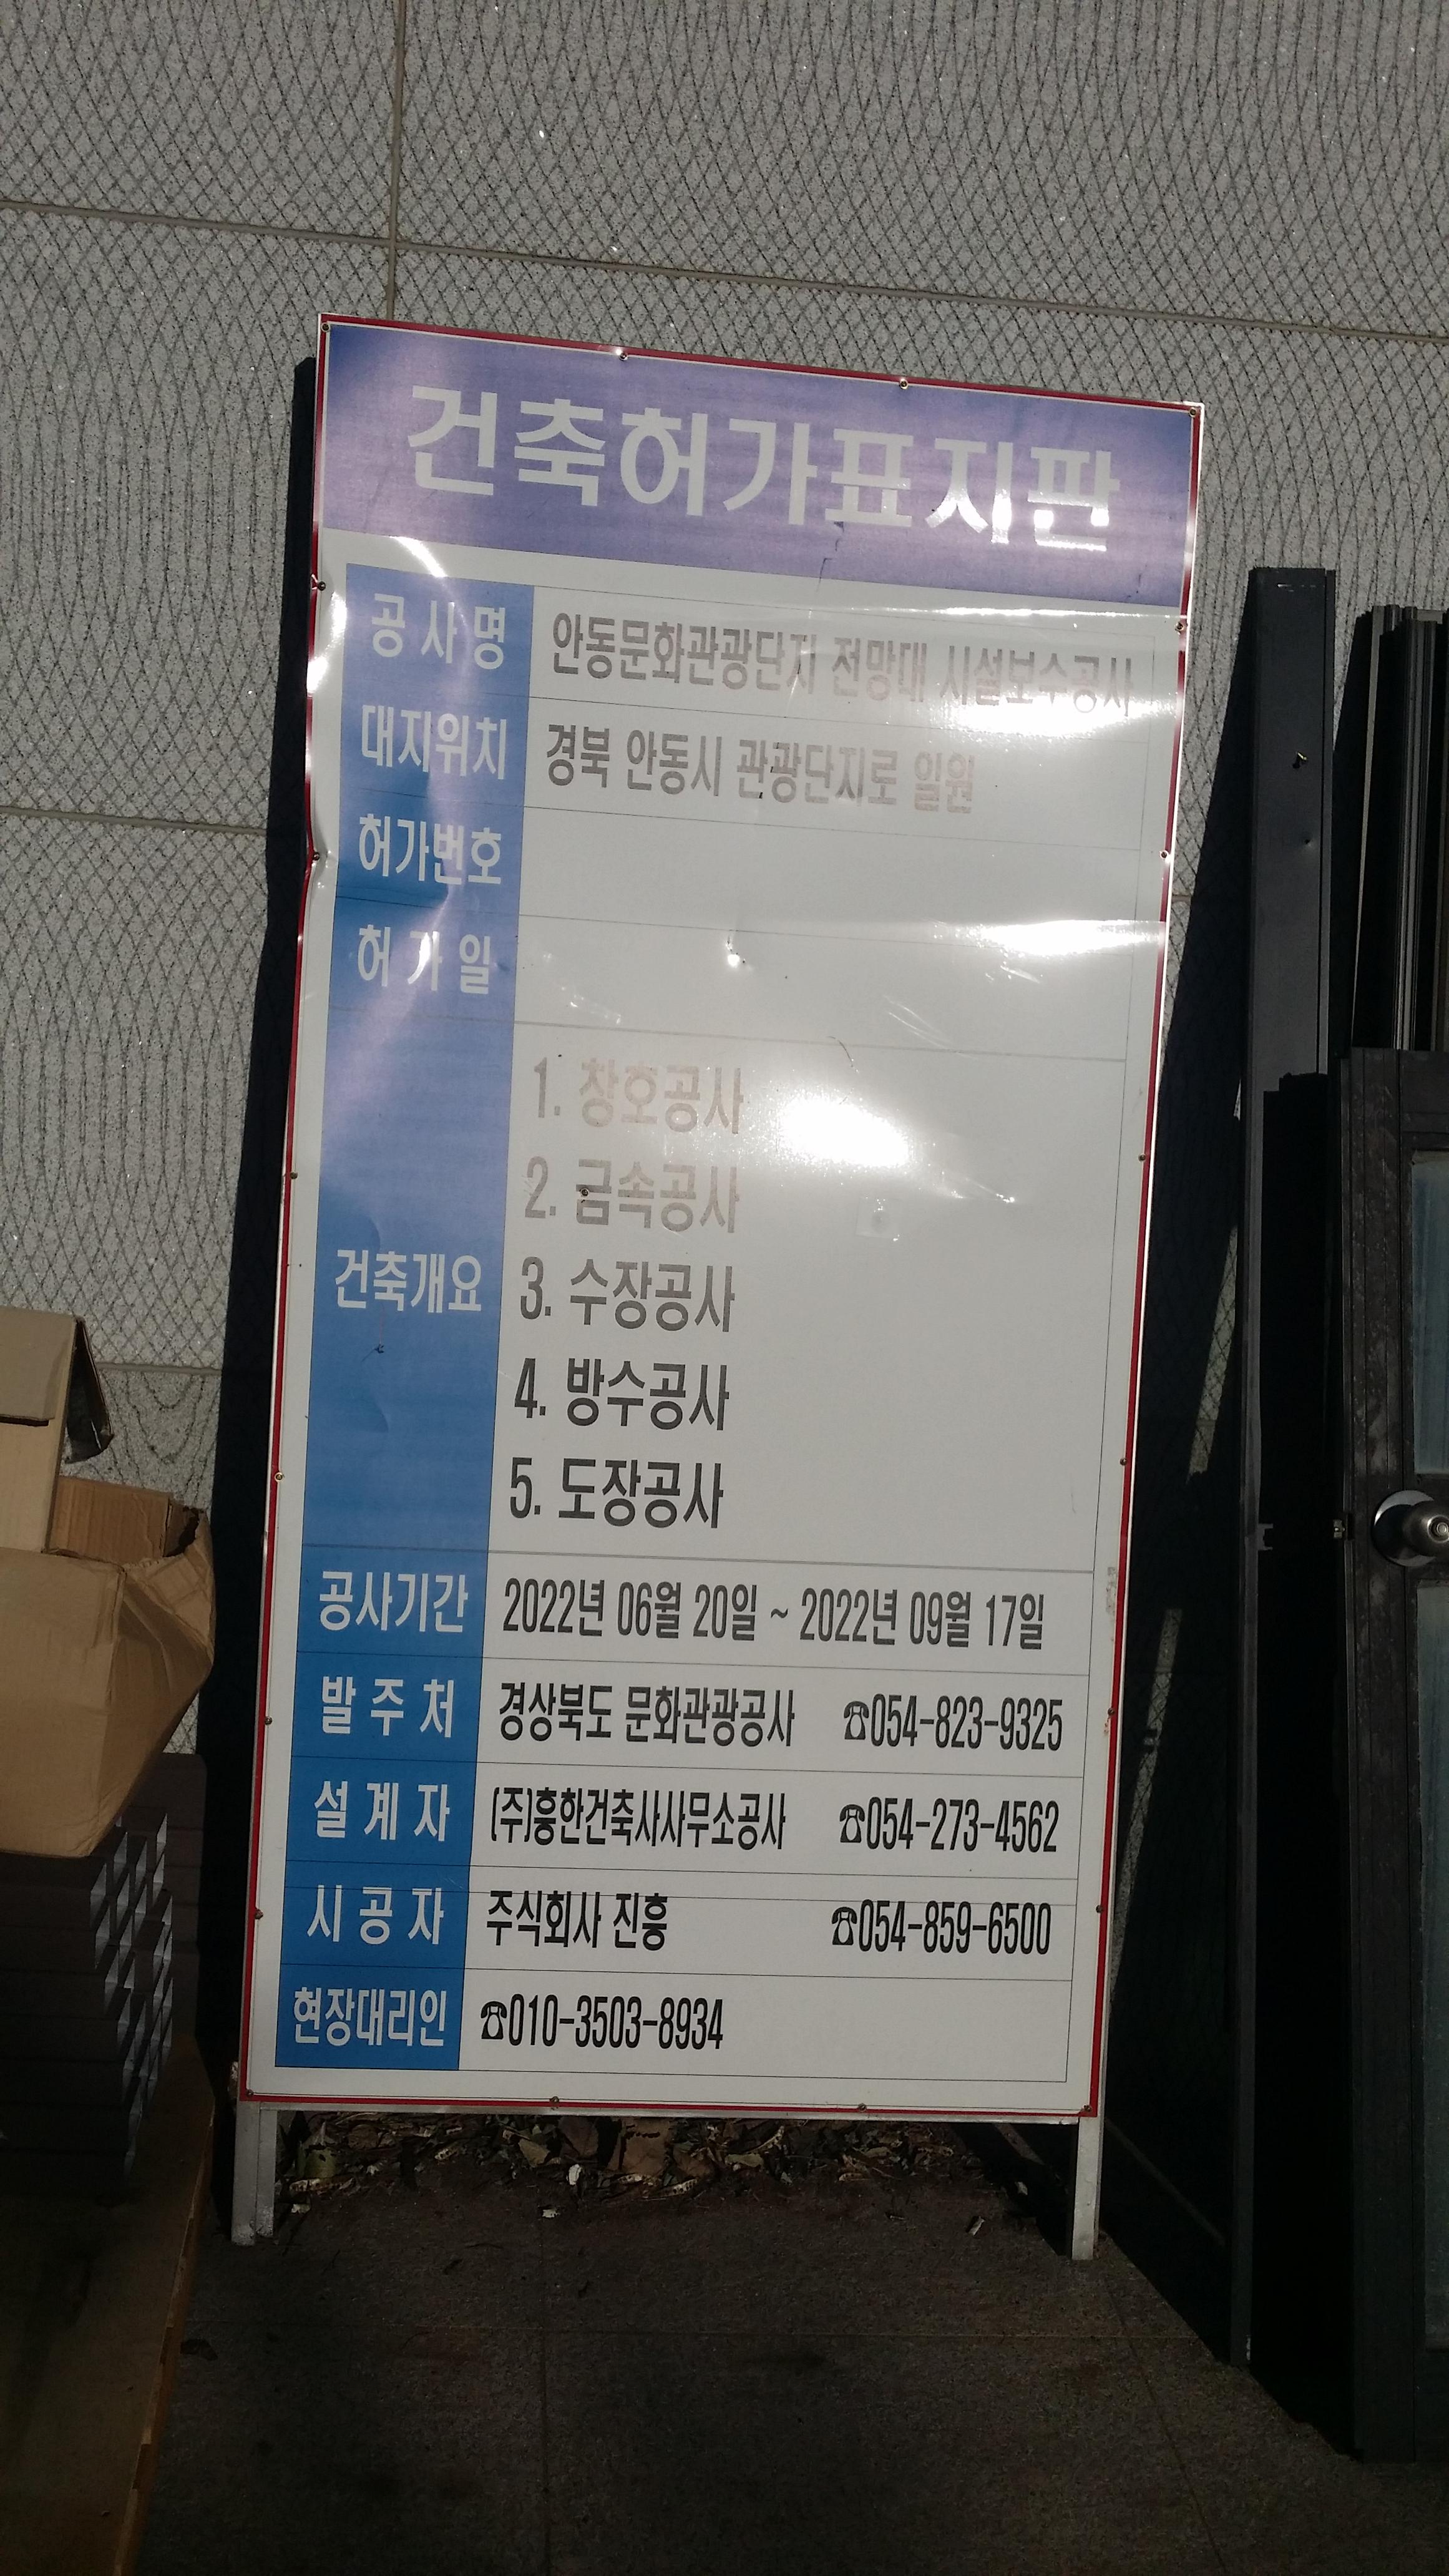 건축허가표지판
공 사 명 안동문화관광단지 전망대 시설보수공사
대지위치 경북 안동시 관광단지로 일원
허가번호
허 가 일
건축개요
1. 창호공사
2. 금속공사
3. 수장공사
4. 방수공사
5. 도장공사
공사기간 2022년 06월 20일 ~ 2022년 09월 17일
발 주 처 경상북도 문화관광공사 ☎054-823-9325
설 계 자 (주)흥한건축사사무소공사 ☎054-273-4562
시 공 자 주식회사 진흥 ☎054-859-6500
현장대리인 ☎010-3503-8934